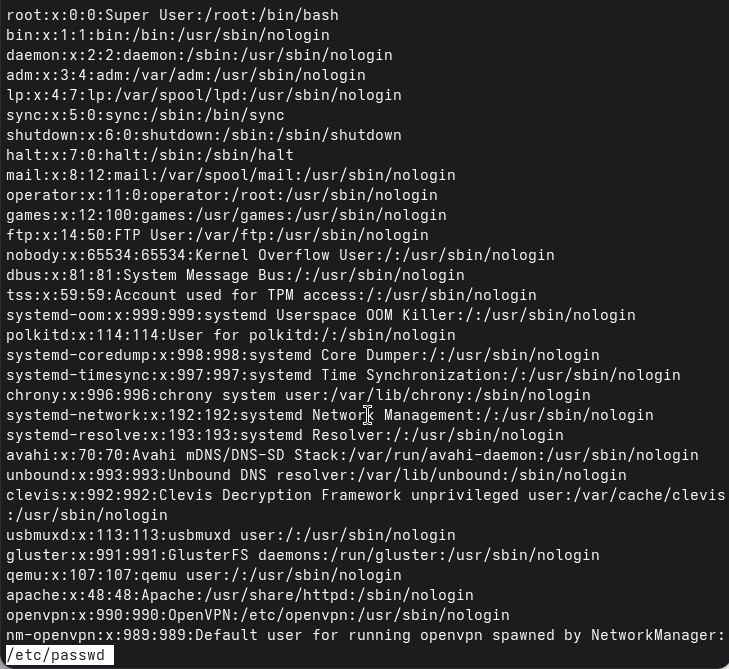 root:x:0:0:Super User:/root:/bin/bash
bin:x:1:1:bin:/bin:/usr/sbin/nologin
daemon:x:2:2:daemon:/sbin:/usr/sbin/nologin
adm:x:3:4:adm:/var/adm:/usr/sbin/nologin
lp:x:4:7:lp:/var/spool/lpd:/usr/sbin/nologin
sync:x:5:0:sync:/sbin:/bin/sync
shutdown:x:6:0:shutdown:/sbin:/sbin/shutdown
halt:x:7:0:halt:/sbin:/sbin/halt
mail:x:8:12:mail:/var/spool/mail:/usr/sbin/nologin
operator:x:11:0:operator:/root:/usr/sbin/nologin
games:x:12:100:games:/usr/games:/usr/sbin/nologin
ftp:x:14:50:FTP User:/var/ftp:/usr/sbin/nologin
nobody:x:65534:65534:Kernel Overflow User:/:/usr/sbin/nologin
dbus:x:81:81:System Message Bus:/:/usr/sbin/nologin
tss:x:59:59:Account used for TPM access:/:/usr/sbin/nologin
systemd-oom:x:999:999:systemd Userspace OOM Killer:/:/usr/sbin/nologin
polkitd:x:114:114:User for polkitd:/:/sbin/nologin
systemd-coredump:x:998:998:systemd Core Dumper:/:/usr/sbin/nologin
systemd-timesync:x:997:997:systemd Time Synchronization:/:/usr/sbin/nologin
chrony:x:996:996:chrony system user:/var/lib/chrony:/sbin/nologin
systemd-network:x:192:192:systemd Network Management:/:/usr/sbin/nologin
systemd-resolve:x:193:193:systemd Resolver:/:/usr/sbin/nologin
avahi:x:70:70:Avahi mDNS/DNS-SD Stack:/var/run/avahi-daemon:/usr/sbin/nologin
unbound:x:993:993:Unbound DNS resolver:/var/lib/unbound:/sbin/nologin
clevis:x:992:992:Clevis Decryption Framework unprivileged user:/var/cache/clevis
:/usr/sbin/nologin
usbmuxd:x:113:113:usbmuxd user:/:/usr/sbin/nologin
gluster:x:991:991:GlusterFS daemons:/run/gluster:/usr/sbin/nologin
qemu:x:107:107:qemu user:/:/usr/sbin/nologin
apache:x:48:48:Apache:/usr/share/httpd:/sbin/nologin
openvpn:x:990:990:OpenVPN:/etc/openvpn:/usr/sbin/nologin
nm-openvpn:x:989:989:Default user for running openvpn spawned by NetworkManager:
/etc/passwd